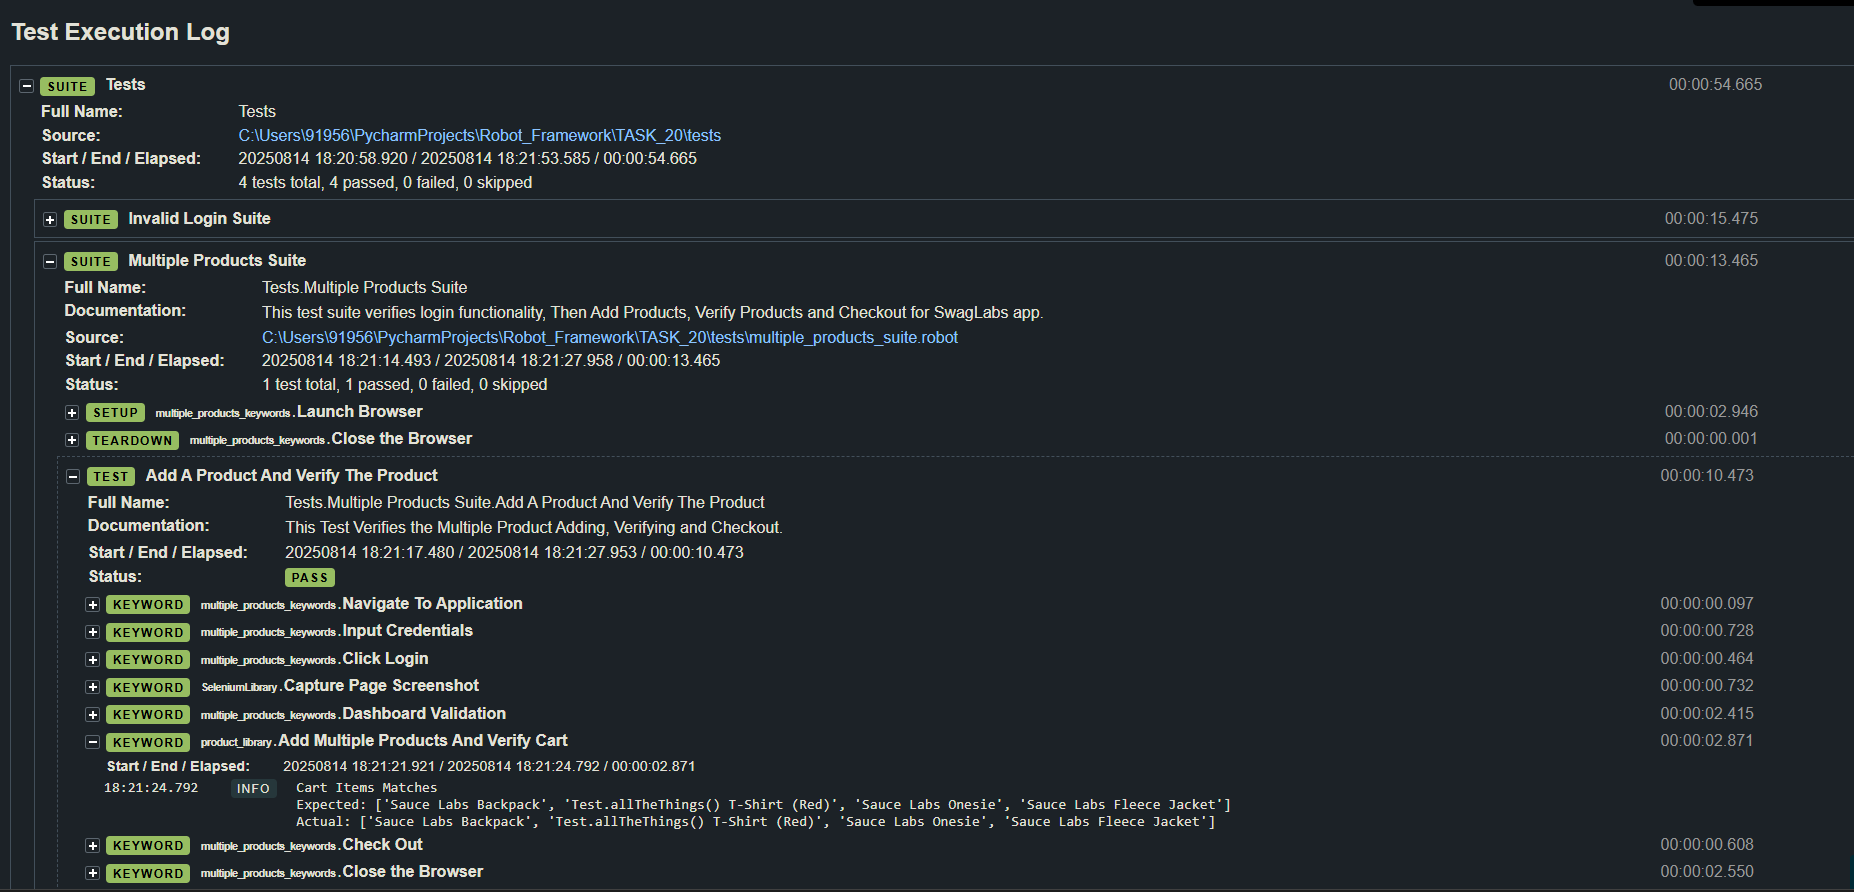 Test Execution Log
SUITE Tests 00:00:54.665
Full Name: Tests
Source: C:\Users\91956\PycharmProjects\Robot_Framework\TASK_20\tests
Start / End / Elapsed: 20250814 18:20:58.920 / 20250814 18:21:53.585 / 00:00:54.665
Status: 4 tests total, 4 passed, 0 failed, 0 skipped
SUITE Invalid Login Suite 00:00:15.475
SUITE Multiple Products Suite 00:00:13.465
Full Name: Tests.Multiple Products Suite
Documentation: This test suite verifies login functionality, Then Add Products, Verify Products and Checkout for SwagLabs app.
Source: C:\Users\91956\PycharmProjects\Robot_Framework\TASK_20\tests\multiple_products_suite.robot
Start / End / Elapsed: 20250814 18:21:14.493 / 20250814 18:21:27.958 / 00:00:13.465
Status: 1 test total, 1 passed, 0 failed, 0 skipped
SETUP multiple_products_keywords.Launch Browser 00:00:02.946
TEARDOWN multiple_products_keywords.Close the Browser 00:00:00.001
TEST Add A Product And Verify The Product 00:00:10.473
Full Name: Tests.Multiple Products Suite.Add A Product And Verify The Product
Documentation: This Test Verifies the Multiple Product Adding, Verifying and Checkout.
Start / End / Elapsed: 20250814 18:21:17.480 / 20250814 18:21:27.953 / 00:00:10.473
Status: PASS
KEYWORD multiple_products_keywords.Navigate To Application 00:00:00.097
KEYWORD multiple_products_keywords.Input Credentials 00:00:00.728
KEYWORD multiple_products_keywords.Click Login 00:00:00.464
KEYWORD SeleniumLibrary.Capture Page Screenshot 00:00:00.732
KEYWORD multiple_products_keywords.Dashboard Validation 00:00:02.415
KEYWORD product_library.Add Multiple Products And Verify Cart 00:00:02.871
Start / End / Elapsed: 20250814 18:21:21.921 / 20250814 18:21:24.792 / 00:00:02.871
18:21:24.792 INFO Cart Items Matches
Expected: ['Sauce Labs Backpack', 'Test.allTheThings() T-Shirt (Red)', 'Sauce Labs Onesie', 'Sauce Labs Fleece Jacket']
Actual: ['Sauce Labs Backpack', 'Test.allTheThings() T-Shirt (Red)', 'Sauce Labs Onesie', 'Sauce Labs Fleece Jacket']
KEYWORD multiple_products_keywords.Check Out 00:00:00.608
KEYWORD multiple_products_keywords.Close the Browser 00:00:02.550